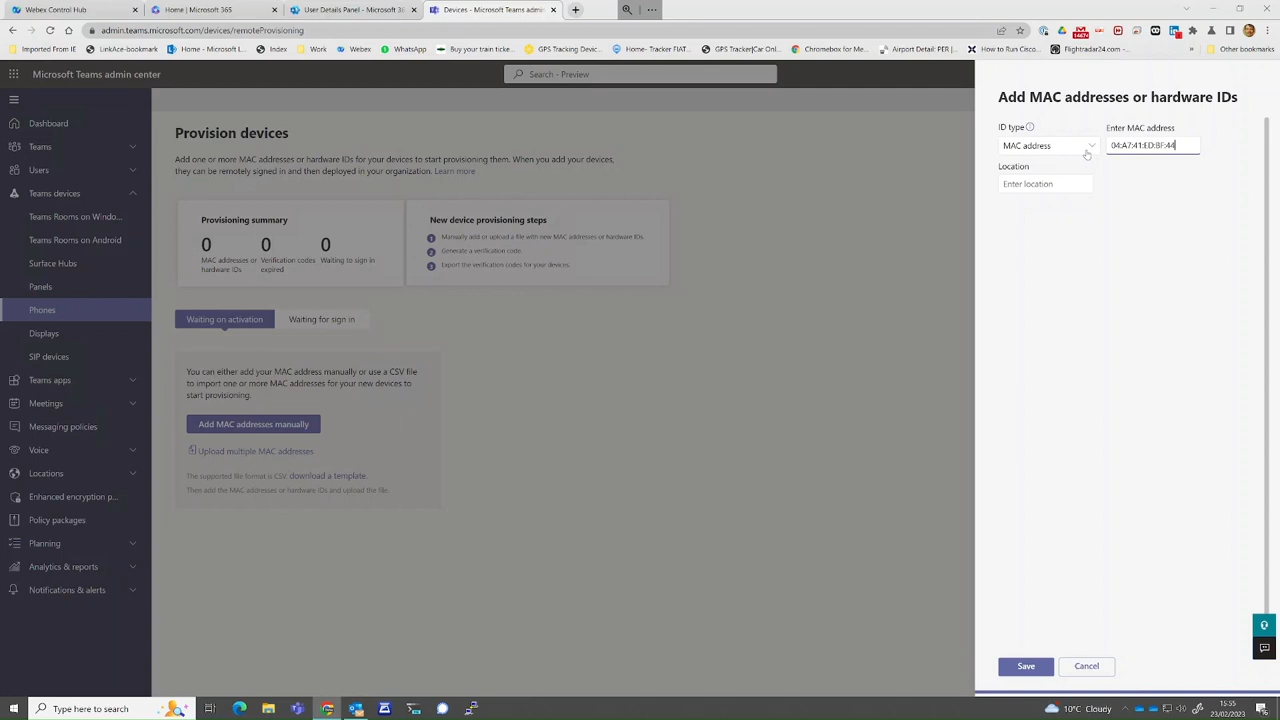 Webex Control Hub
Home | Microsoft 365
User Details Panel - Microsoft 36
Devices - Microsoft Teams admin
admin.teams.microsoft.com/devices/remoteProvisioning
Imported From IE
LinkAce-bookmark
Home - Microsoft L...
Index
Work
Webex
WhatsApp
Buy your train ticke...
GPS Tracking Devic...
Home- Tracker FIAT...
GPS Tracker|Car Onl...
Chromebox for Me...
Airport Detail: PER |...
How to Run Cisco
Flightradar24.com -...
Other bookmarks
Microsoft Teams admin center
Search - Preview
Dashboard
Teams
Users
Teams devices
Teams Rooms on Windo...
Teams Rooms on Android
Surface Hubs
Panels
Phones
Displays
SIP devices
Teams apps
Meetings
Messaging policies
Voice
Locations
Enhanced encryption p...
Policy packages
Planning
Analytics & reports
Notifications & alerts
Provision devices
Add one or more MAC addresses or hardware IDs for your devices to start provisioning them. When you add your devices,
they can be remotely signed in and then deployed in your organization. Learn more
Provisioning summary
0 0 0
MAC addresses or Verification codes Waiting to sign in
hardware IDs expired
New device provisioning steps
1 Manually add or upload a file with new MAC addresses or hardware IDs.
2 Generate a verification code.
3 Export the verification codes for your devices.
Waiting on activation
Waiting for sign in
You can either add your MAC address manually or use a CSV file
to import one or more MAC addresses for your new devices to
start provisioning.
Add MAC addresses manually
Upload multiple MAC addresses
The supported file format is CSV. download a template.
Then add the MAC addresses or hardware IDs and upload the file.
Add MAC addresses or hardware IDs
ID type
Enter MAC address
MAC address
04:A7:41:ED:BF:44
Location
Enter location
Save
Cancel
Type here to search
10°C Cloudy
15:55
23/02/2023